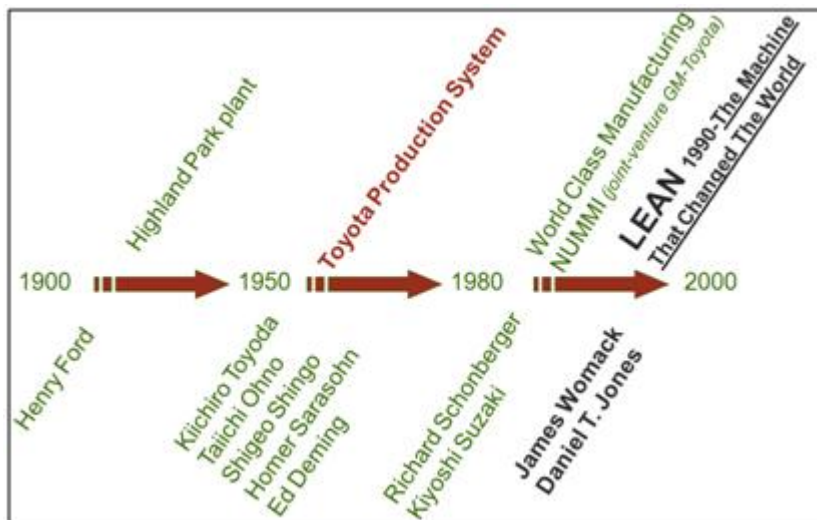 Highland Park plant
Toyota Production System
World Class Manufacturing
NUMMI (joint-venture GM-Toyota)
LEAN 1990-The Machine
That Changed The World
1900
1950
1980
2000
Henry Ford
Kiichiro Toyoda
Taiichi Ohno
Shigeo Shingo
Homer Sarasohn
Ed Deming
Richard Schonberger
Kiyoshi Suzaki
James Womack
Daniel T. Jones